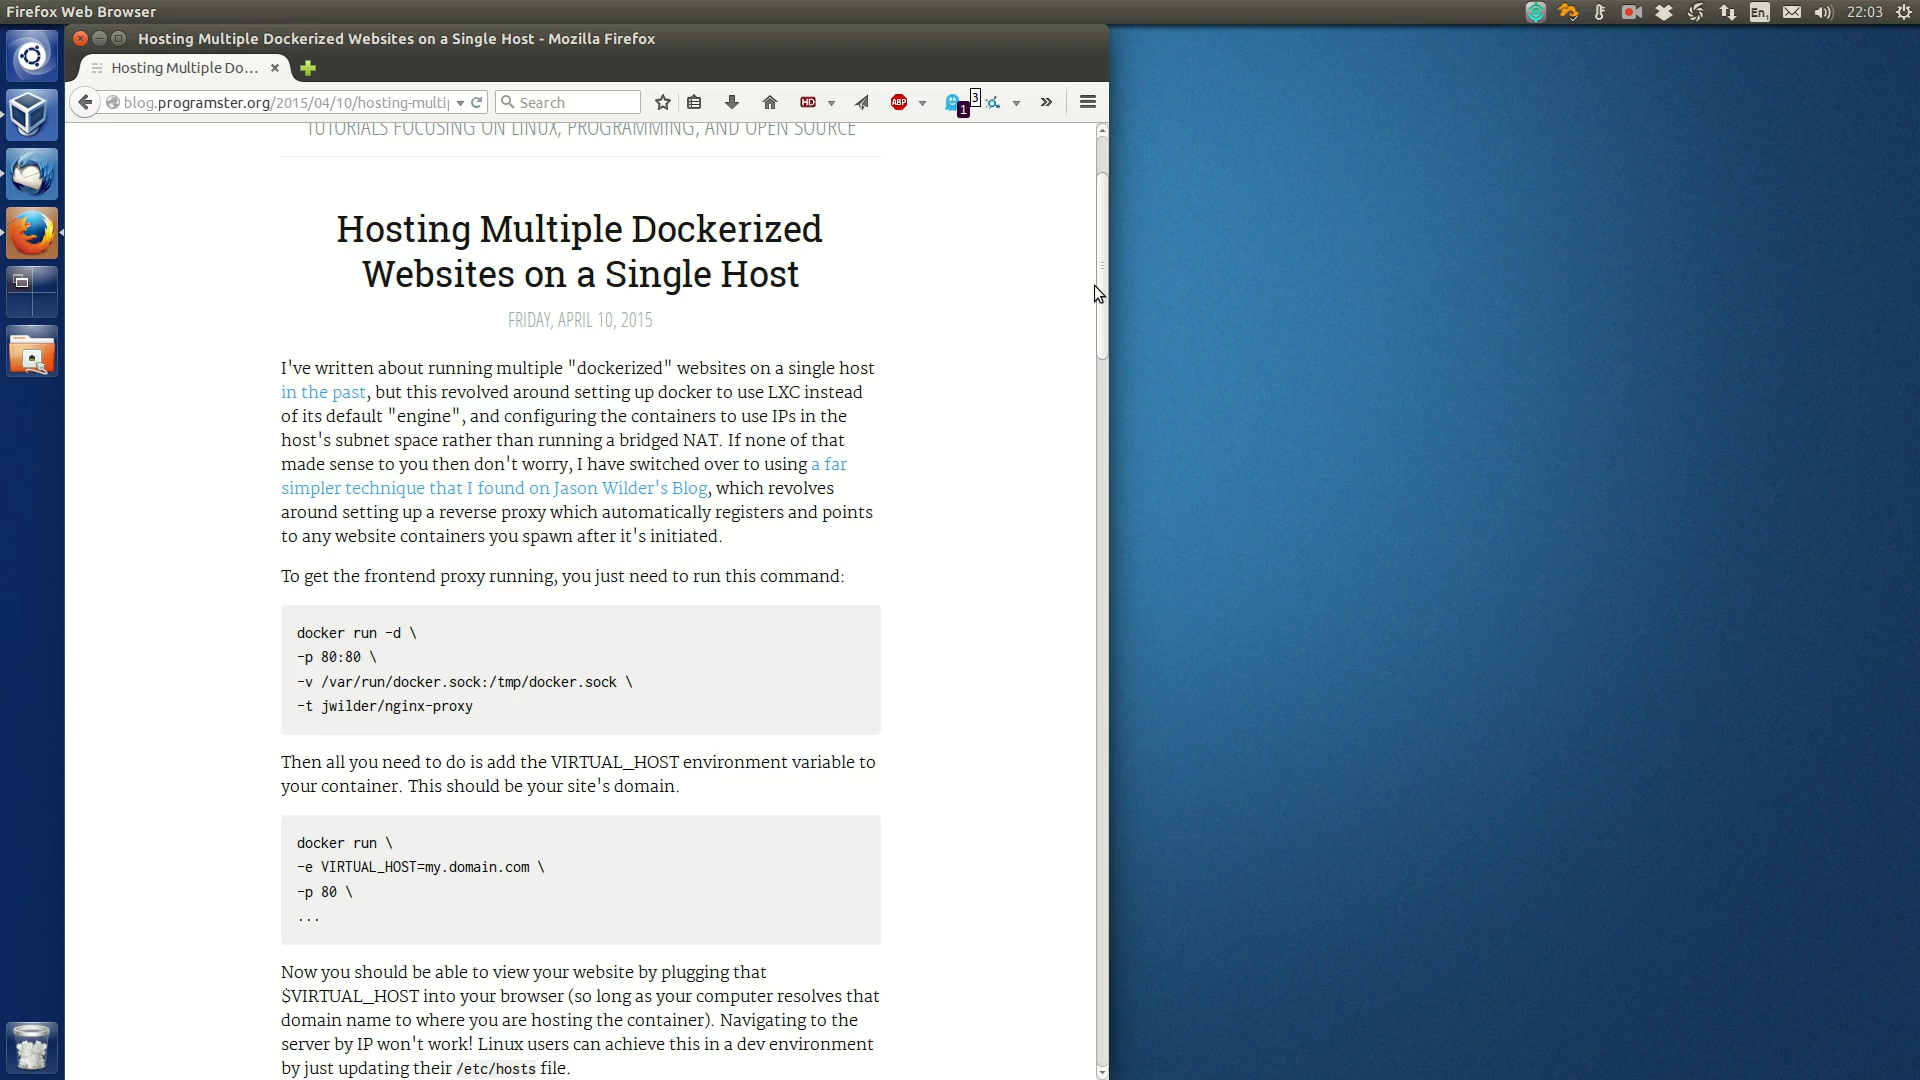 Firefox Web Browser
En1
22:03
Hosting Multiple Dockerized Websites on a Single Host - Mozilla Firefox
Hosting Multiple Do...
blog.programster.org/2015/04/10/hosting-multi
Search
HD
ABP
1
3
TUTORIALS FOCUSING ON LINUX, PROGRAMMING, AND OPEN SOURCE
Hosting Multiple Dockerized
Websites on a Single Host
FRIDAY, APRIL 10, 2015
I've written about running multiple "dockerized" websites on a single host
in the past, but this revolved around setting up docker to use LXC instead
of its default "engine", and configuring the containers to use IPs in the
host's subnet space rather than running a bridged NAT. If none of that
made sense to you then don't worry, I have switched over to using a far
simpler technique that I found on Jason Wilder's Blog, which revolves
around setting up a reverse proxy which automatically registers and points
to any website containers you spawn after it's initiated.
To get the frontend proxy running, you just need to run this command:
docker run -d \
-p 80:80 \
-v /var/run/docker.sock:/tmp/docker.sock \
-t jwilder/nginx-proxy
Then all you need to do is add the VIRTUAL_HOST environment variable to
your container. This should be your site's domain.
docker run \
-e VIRTUAL_HOST=my.domain.com \
-p 80 \
...
Now you should be able to view your website by plugging that
$VIRTUAL_HOST into your browser (so long as your computer resolves that
domain name to where you are hosting the container). Navigating to the
server by IP won't work! Linux users can achieve this in a dev environment
by just updating their /etc/hosts file.